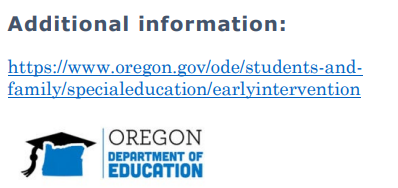 Additional information:
https://www.oregon.gov/ode/students-and-
family/specialeducation/earlyintervention
OREGON
DEPARTMENT OF
EDUCATION